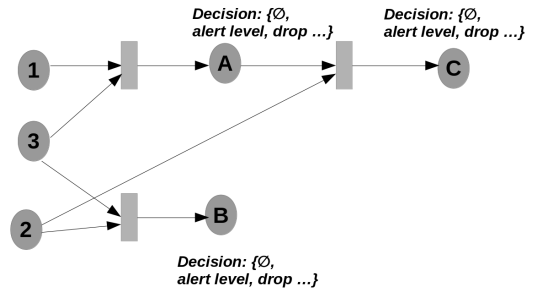 Decision: {∅,
alert level, drop ...}
Decision: {∅,
alert level, drop ...}
1
A
C
3
2
B
Decision: {∅,
alert level, drop ...}